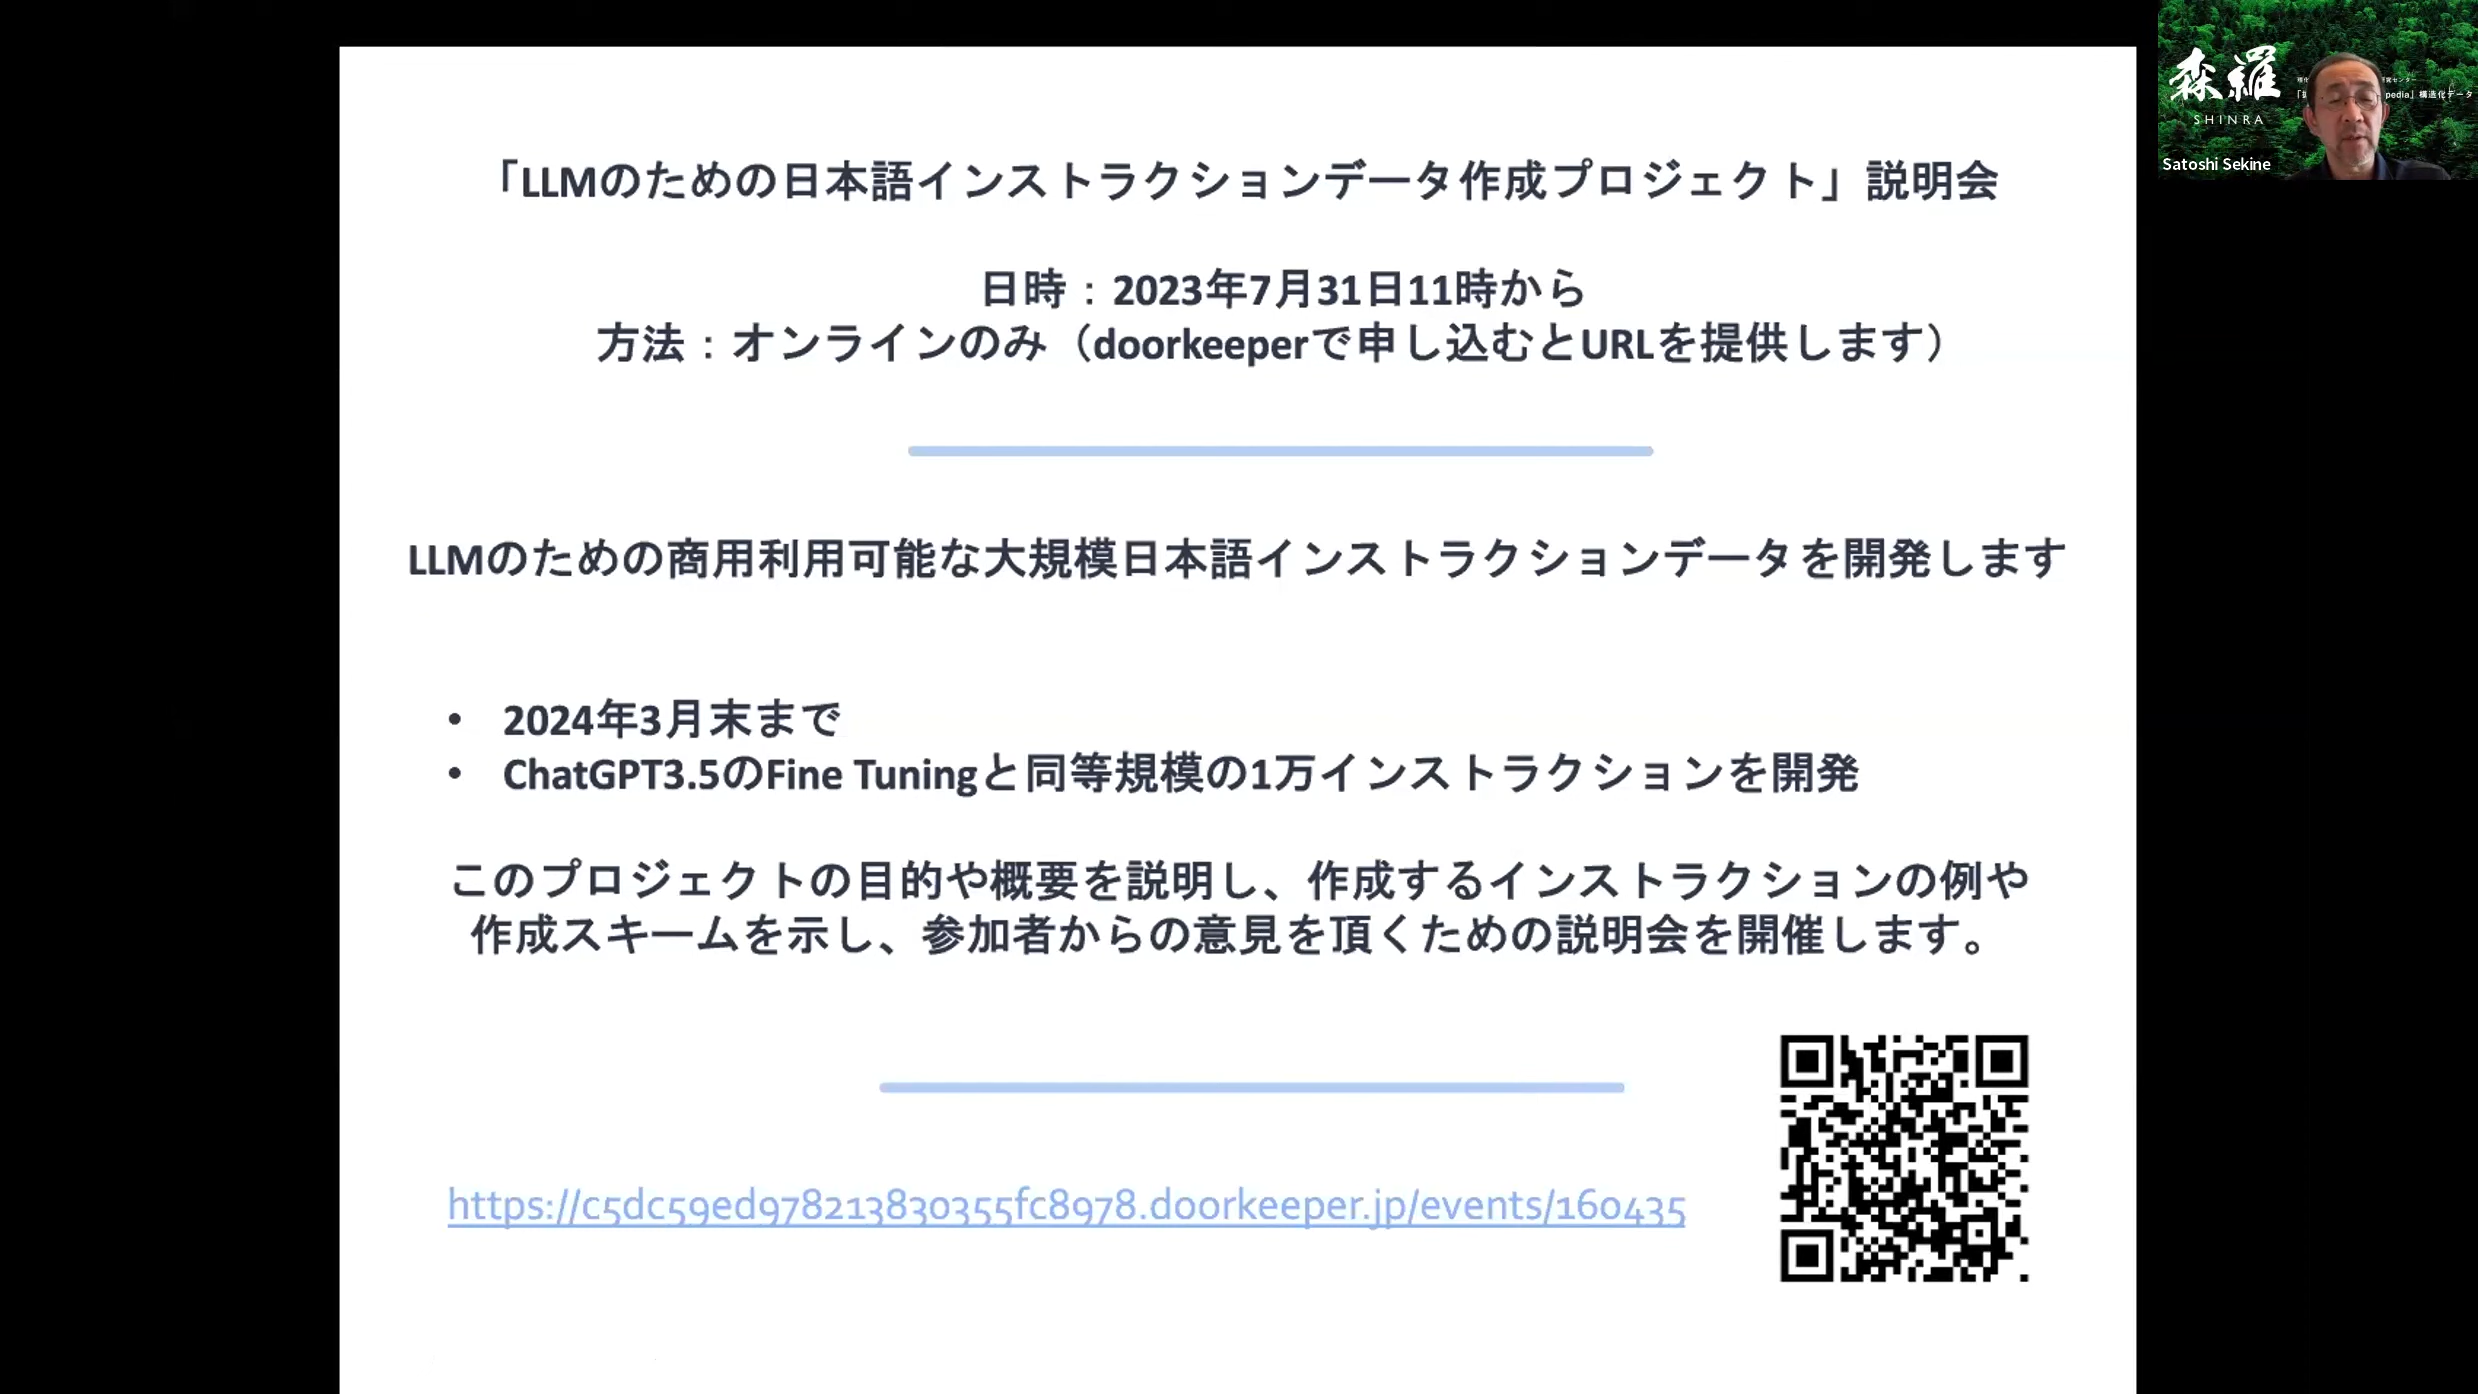 「LLMのための日本語インストラクションデータ作成プロジェクト」説明会
日時：2023年7月31日11時から
方法：オンラインのみ（doorkeeperで申し込むとURLを提供します）
LLMのための商用利用可能な大規模日本語インストラクションデータを開発します
• 2024年3月末まで
• ChatGPT3.5のFine Tuningと同等規模の1万インストラクションを開発
このプロジェクトの目的や概要を説明し、作成するインストラクションの例や
作成スキームを示し、参加者からの意見を頂くための説明会を開催します。
https://c5dc59ed978213830355fc8978.doorkeeper.jp/events/160435
森羅
SHINRA
pedia」構造化データ
Satoshi Sekine